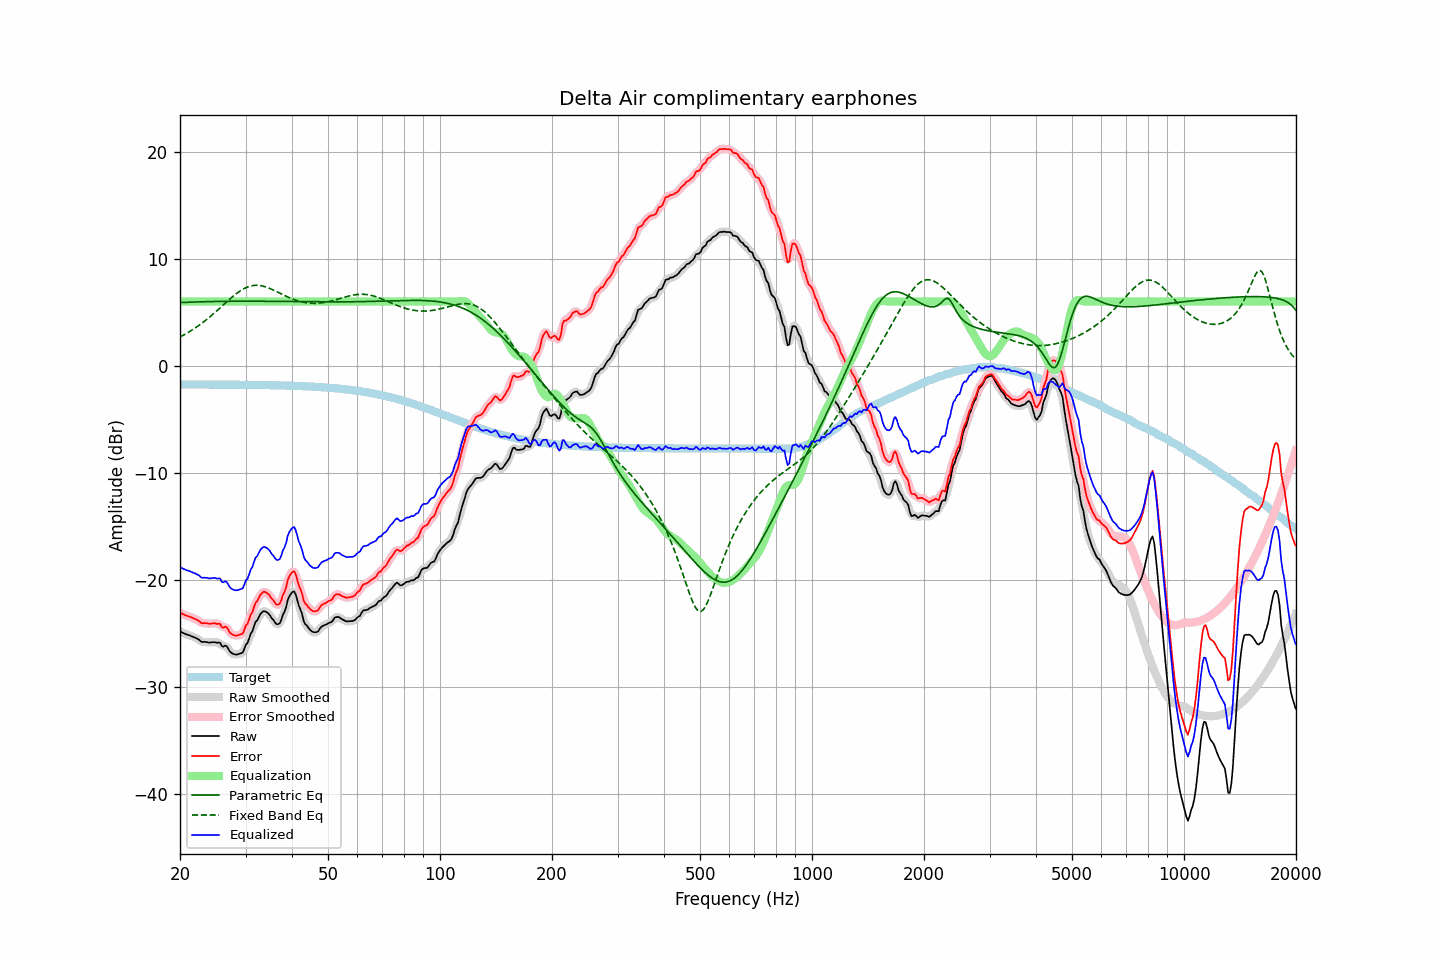 Delta Air complimentary earphones
Amplitude (dBr)
20
10
0
−10
−20
−30
−40
Target
Raw Smoothed
Error Smoothed
Raw
Error
Equalization
Parametric Eq
Fixed Band Eq
Equalized
20 50 100 200 500 1000 2000 5000 10000 20000
Frequency (Hz)